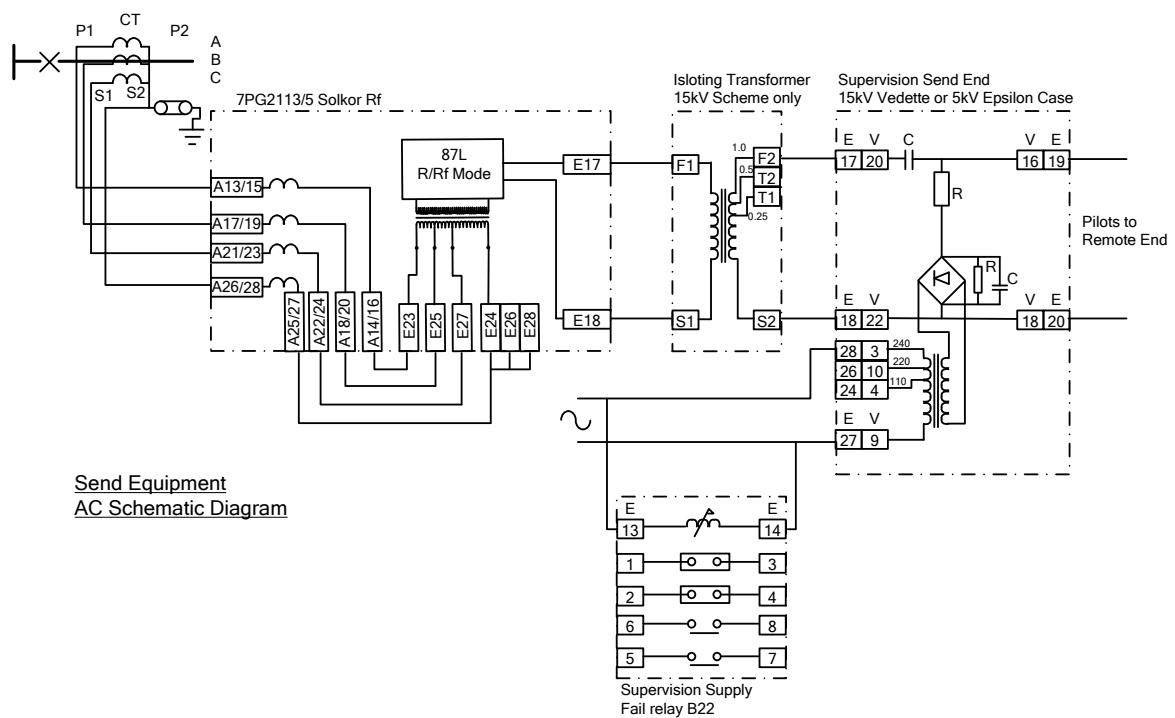 P1
CT
P2
A
B
C
S1
S2
7PG2113/5 Solkor Rf
87L
R/Rf Mode
A13/15
A17/19
A21/23
A26/28
A25/27
A22/24
A18/20
A14/16
E23
E25
E27
E24
E26
E28
E17
E18
Isloting Transformer
15kV Scheme only
F1
S1
1.0
0.5
0.25
F2
T2
T1
S2
Supervision Send End
15kV Vedette or 5kV Epsilon Case
E V
17 20
C
V E
16 19
R
R
C
Pilots to
Remote End
E V
18 22
V E
18 20
28 3 240
26 10 220
24 4 110
E V
27 9
Send Equipment
AC Schematic Diagram
E E
13 14
1 3
2 4
6 8
5 7
Supervision Supply
Fail relay B22